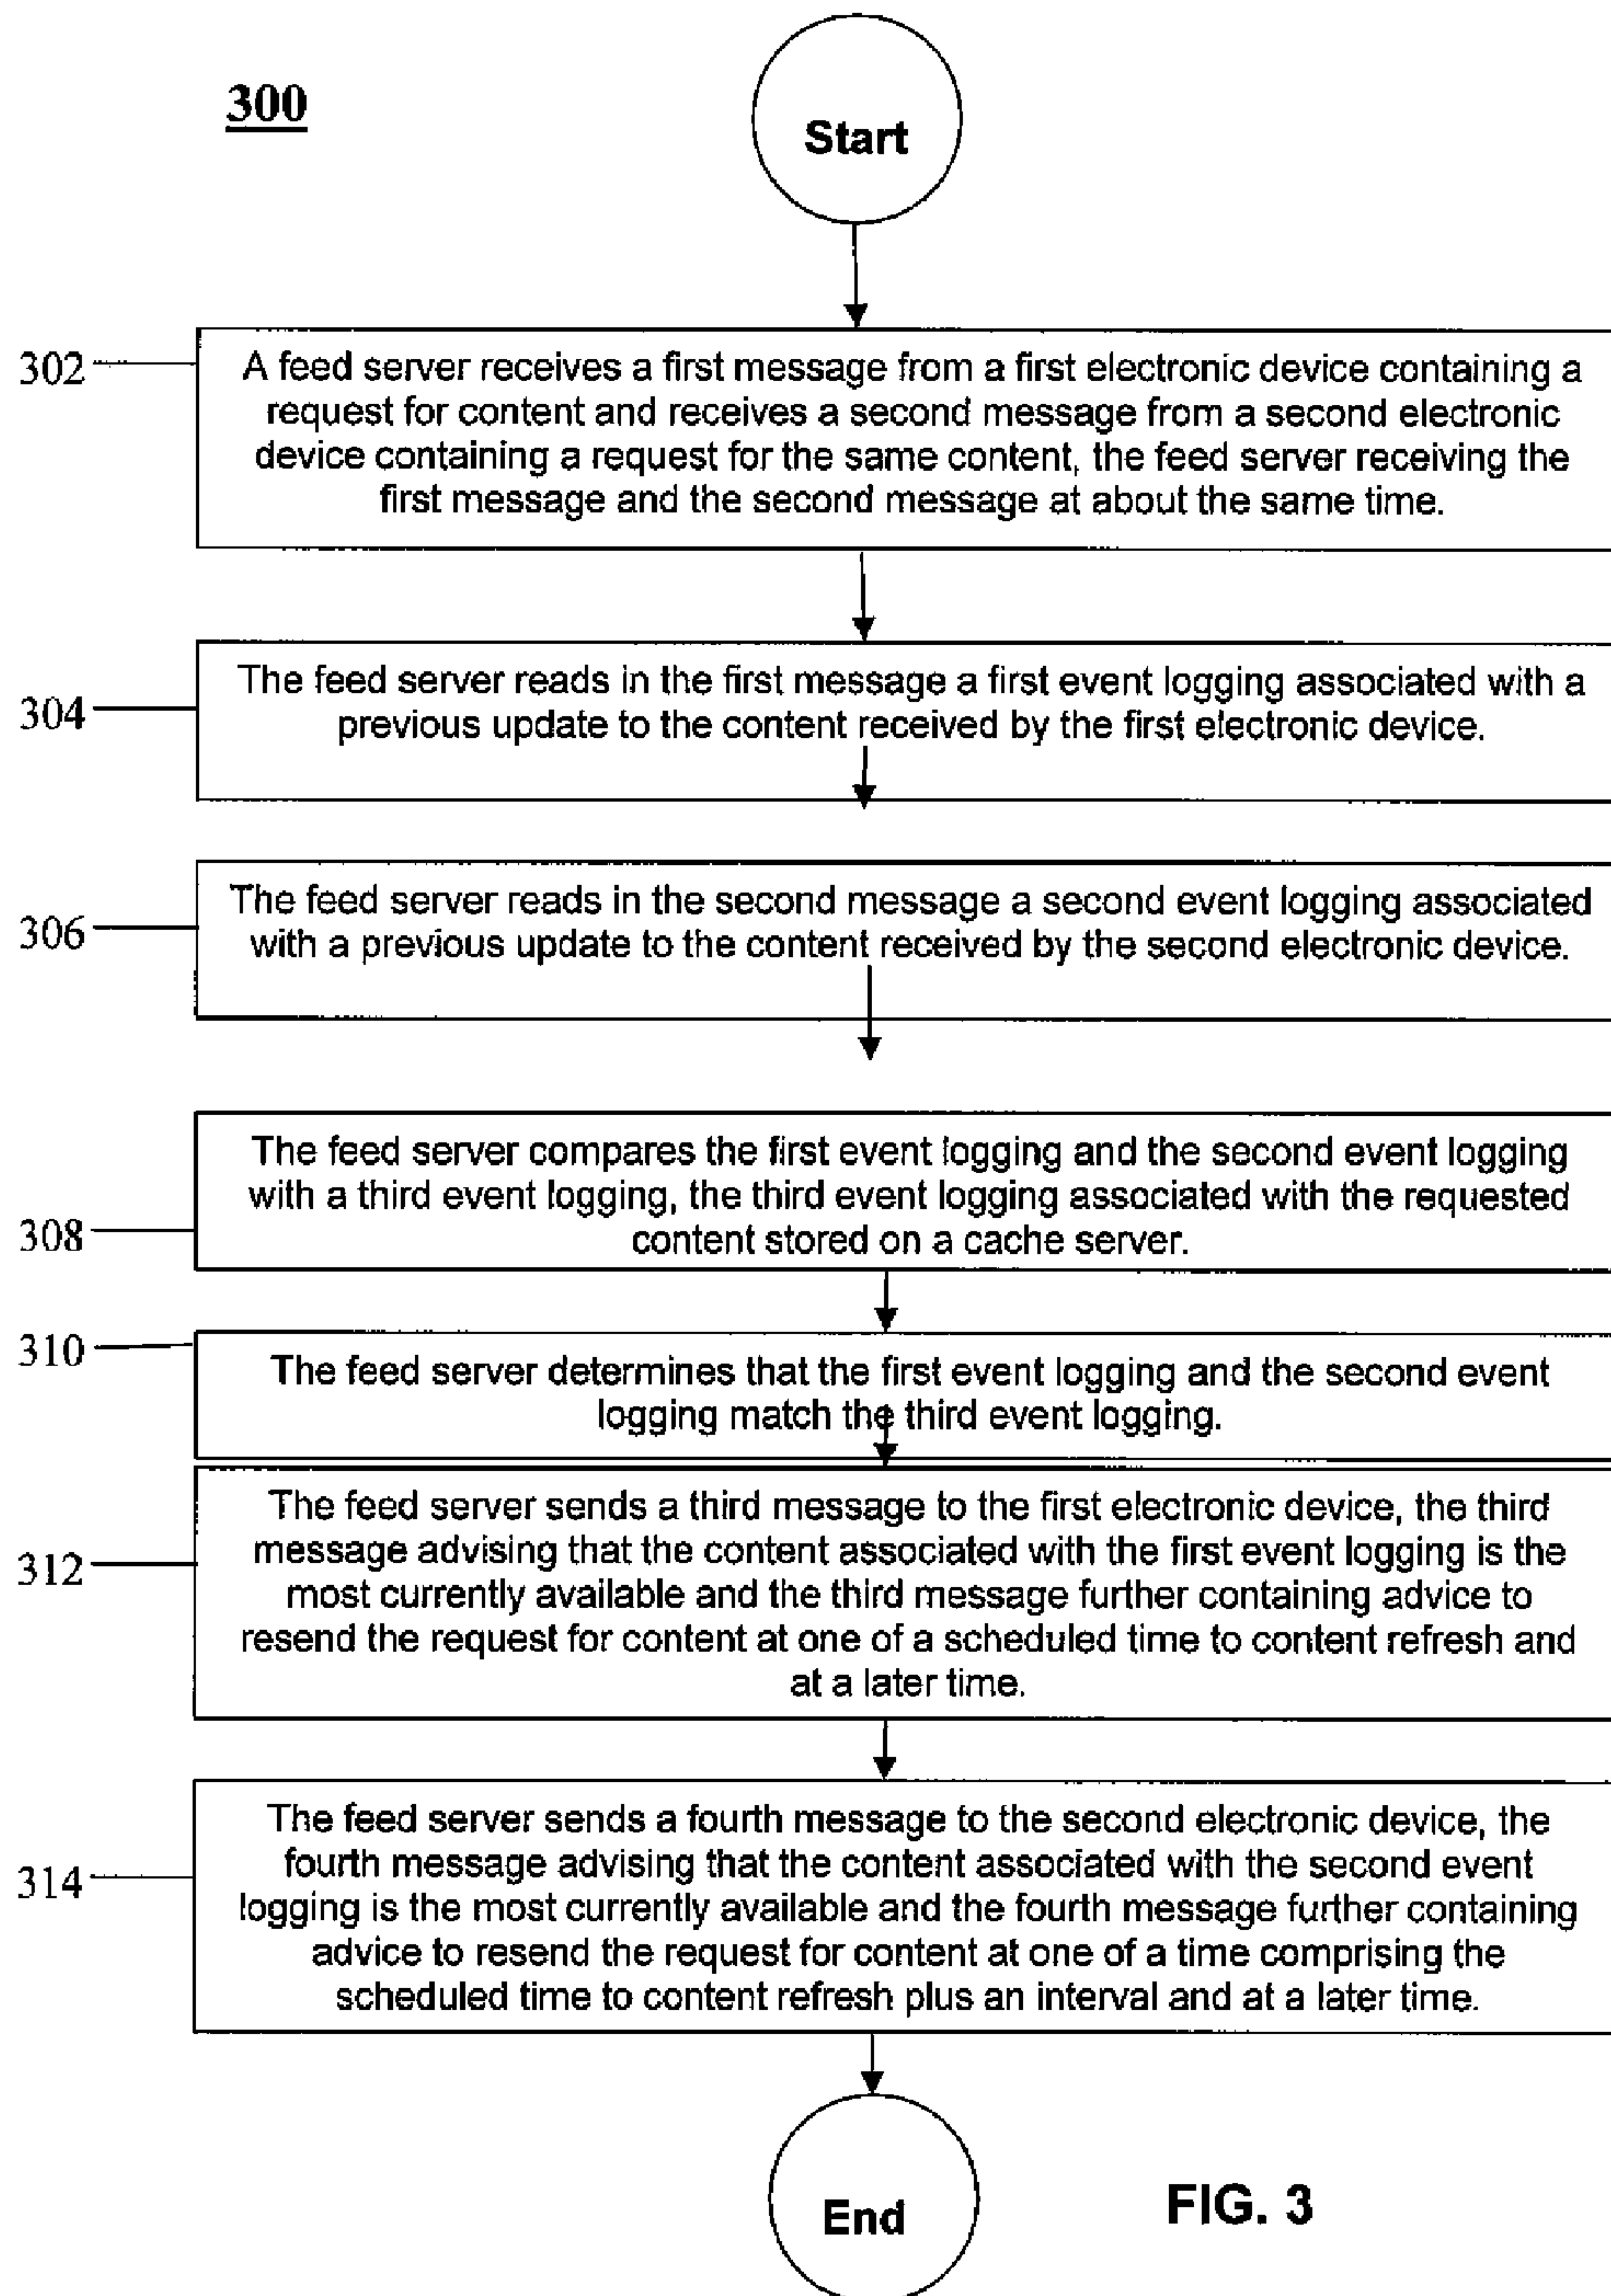 300
Start
302
A feed server receives a first message from a first electronic device containing a
request for content and receives a second message from a second electronic
device containing a request for the same content, the feed server receiving the
first message and the second message at about the same time.
304
The feed server reads in the first message a first event logging associated with a
previous update to the content received by the first electronic device.
306
The feed server reads in the second message a second event logging associated
with a previous update to the content received by the second electronic device.
308
The feed server compares the first event logging and the second event logging
with a third event logging, the third event logging associated with the requested
content stored on a cache server.
310
The feed server determines that the first event logging and the second event
logging match the third event logging.
312
The feed server sends a third message to the first electronic device, the third
message advising that the content associated with the first event logging is the
most currently available and the third message further containing advice to
resend the request for content at one of a scheduled time to content refresh and
at a later time.
314
The feed server sends a fourth message to the second electronic device, the
fourth message advising that the content associated with the second event
logging is the most currently available and the fourth message further containing
advice to resend the request for content at one of a time comprising the
scheduled time to content refresh plus an interval and at a later time.
End
FIG. 3